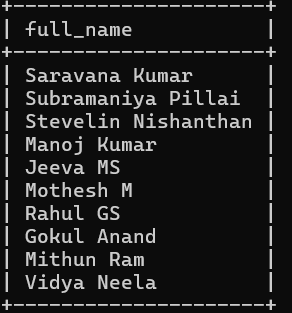 full_name
Saravana Kumar
Subramaniya Pillai
Stevelin Nishanthan
Manoj Kumar
Jeeva MS
Mothesh M
Rahul GS
Gokul Anand
Mithun Ram
Vidya Neela